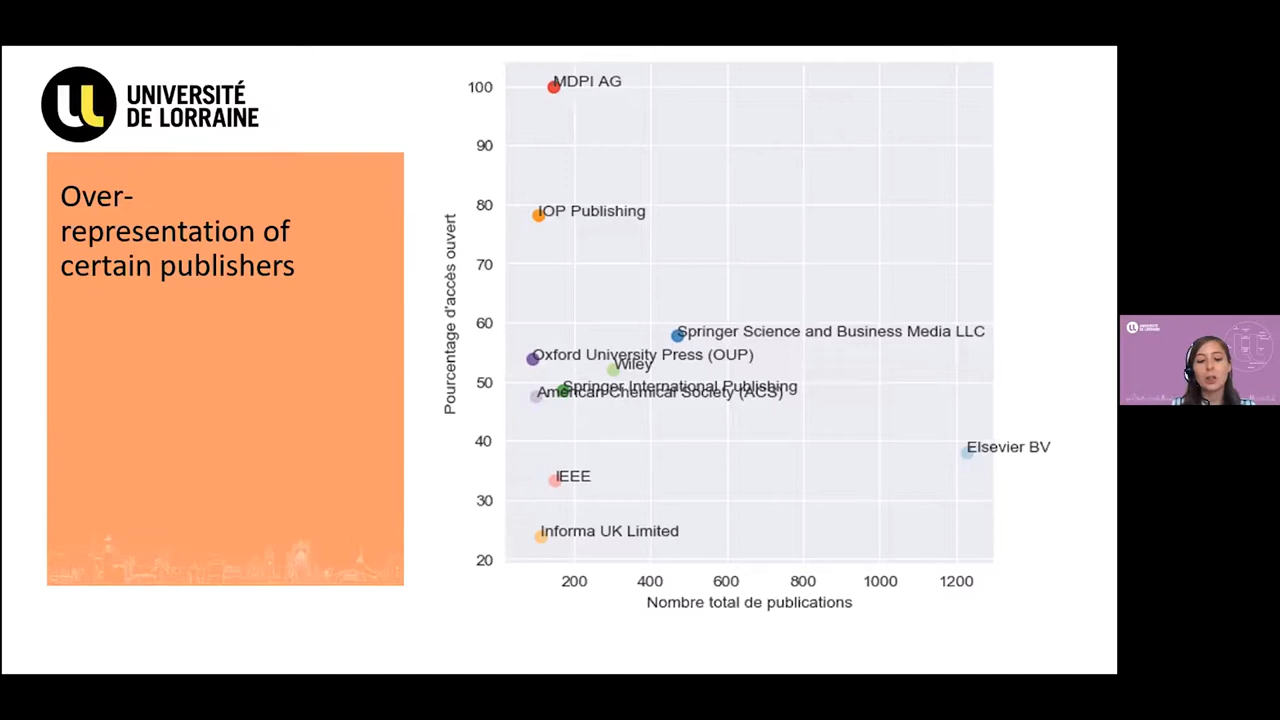 UNIVERSITÉ
DE LORRAINE
Over-
representation of
certain publishers
Pourcentage d'accès ouvert
100
90
80
70
60
50
40
30
20
MDPI AG
IOP Publishing
Springer Science and Business Media LLC
Oxford University Press (OUP)
Wiley
Springer International Publishing
American Chemical Society (ACS)
Elsevier BV
IEEE
Informa UK Limited
200
400
600
800
1000
1200
Nombre total de publications
UNIVERSITÉ
DE LORRAINE